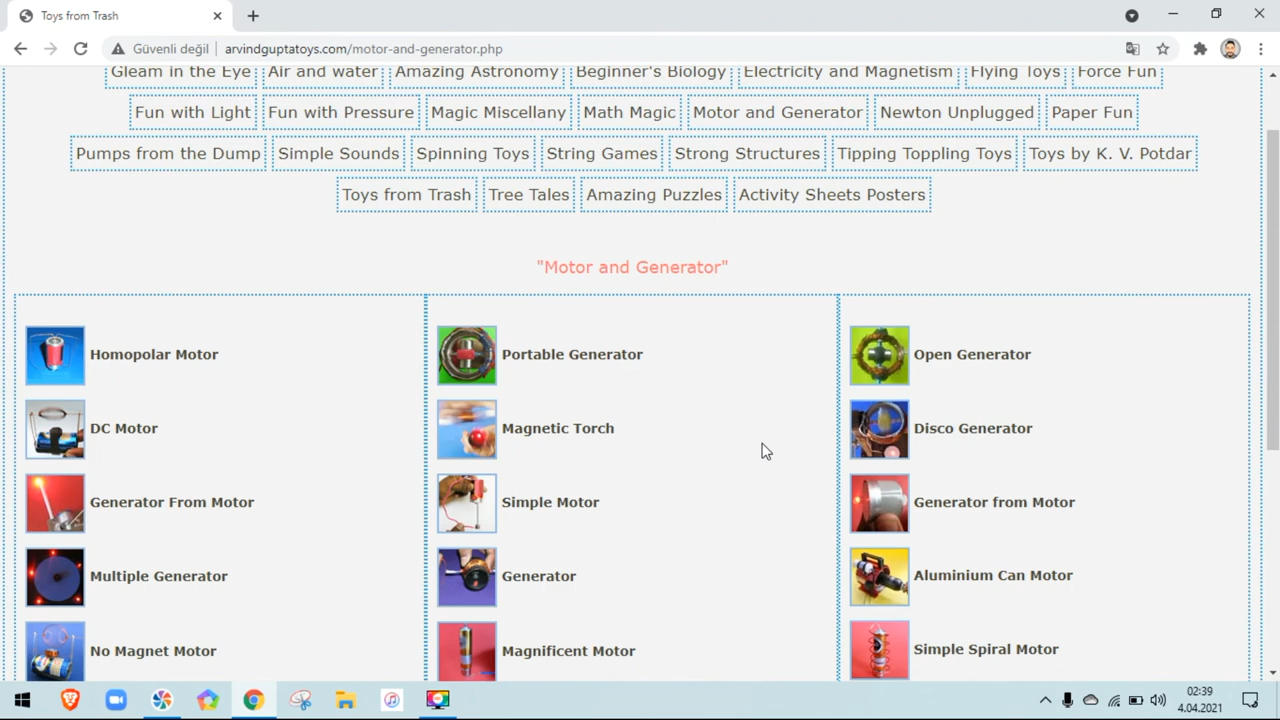 Toys from Trash
Güvenli değil arvindguptatoys.com/motor-and-generator.php
Gleam in the Eye Air and water Amazing Astronomy Beginner's Biology Electricity and Magnetism Flying Toys Force Fun
Fun with Light Fun with Pressure Magic Miscellany Math Magic Motor and Generator Newton Unplugged Paper Fun
Pumps from the Dump Simple Sounds Spinning Toys String Games Strong Structures Tipping Toppling Toys Toys by K. V. Potdar
Toys from Trash Tree Tales Amazing Puzzles Activity Sheets Posters
"Motor and Generator"
Homopolar Motor Portable Generator Open Generator
DC Motor Magnetic Torch Disco Generator
Generator From Motor Simple Motor Generator from Motor
Multiple Generator Generator Aluminium Can Motor
No Magnet Motor Magnificent Motor Simple Spiral Motor
02:39
4.04.2021